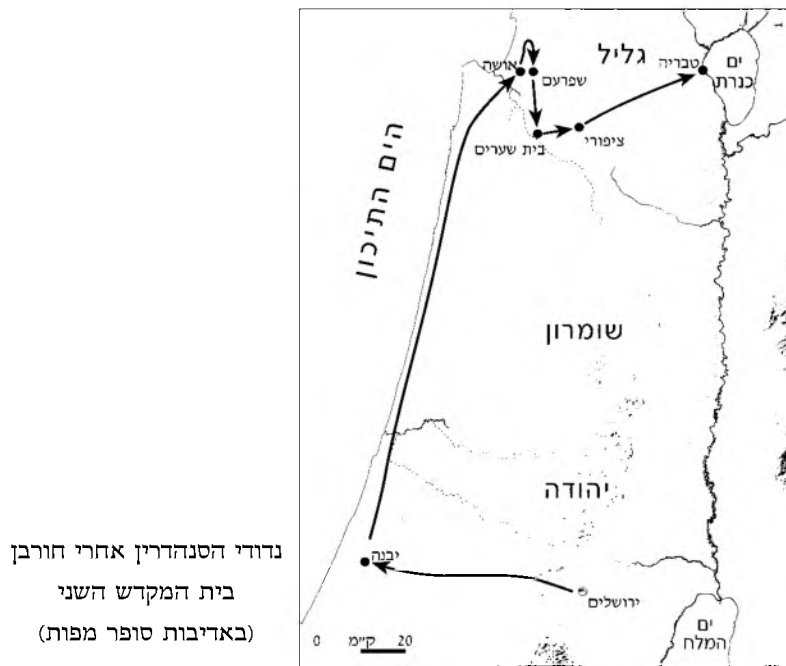 גליל
ים
כנרת
טבריה
אושה
שפרעם
בית שערים
ציפורי
הים התיכון
שומרון
יהודה
יבנה
ירושלים
ים
המלח
0 ק״מ 20
נדודי הסנהדרין אחרי חורבן
בית המקדש השני
(באדיבות סופר מפות)